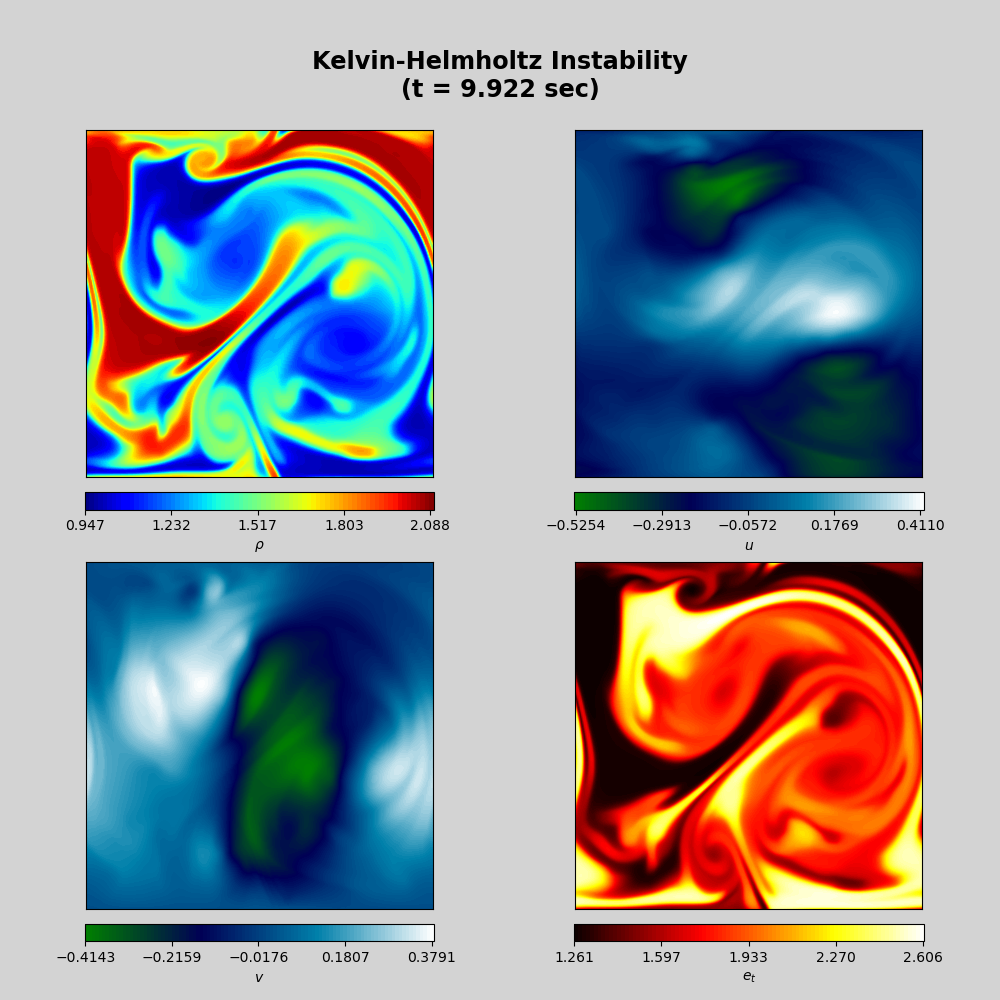 Kelvin-Helmholtz Instability
(t = 9.922 sec)
0.947 1.232 1.517 1.803 2.088
ρ
−0.5254 −0.2913 −0.0572 0.1769 0.4110
u
−0.4143 −0.2159 −0.0176 0.1807 0.3791
v
1.261 1.597 1.933 2.270 2.606
eₜ